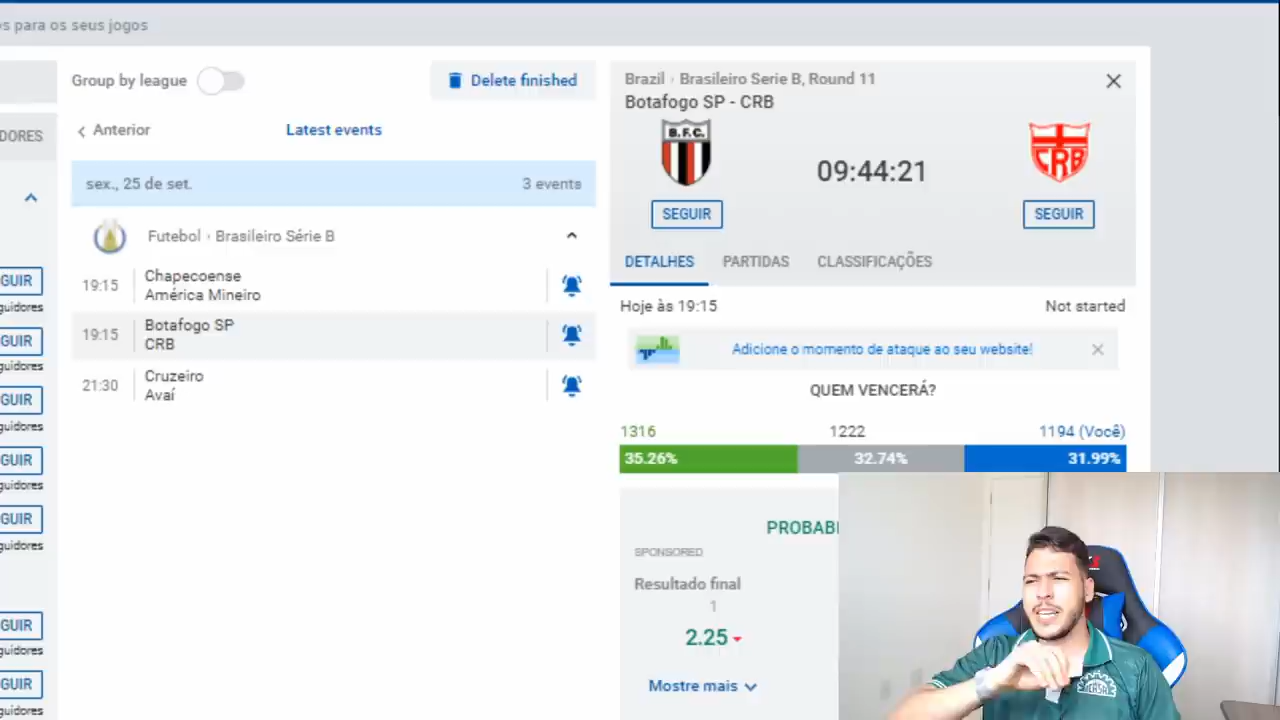 s para os seus jogos
Group by league
Delete finished
DORES
Anterior
Latest events
sex., 25 de set.
3 events
Futebol
Brasileiro Série B
19:15
Chapecoense
América Mineiro
19:15
Botafogo SP
CRB
21:30
Cruzeiro
Avaí
GUIR
guidores
GUIR
guidores
GUIR
guidores
GUIR
guidores
GUIR
guidores
GUIR
guidores
GUIR
guidores
Brazil
Brasileiro Serie B, Round 11
Botafogo SP - CRB
B.F.C.
09:44:21
CRB
SEGUIR
SEGUIR
DETALHES
PARTIDAS
CLASSIFICAÇÕES
Hoje às 19:15
Not started
Adicione o momento de ataque ao seu website!
QUEM VENCERÁ?
1316
1222
1194 (Você)
35.26%
32.74%
31.99%
PROBABI
SPONSORED
Resultado final
1
2.25
Mostre mais